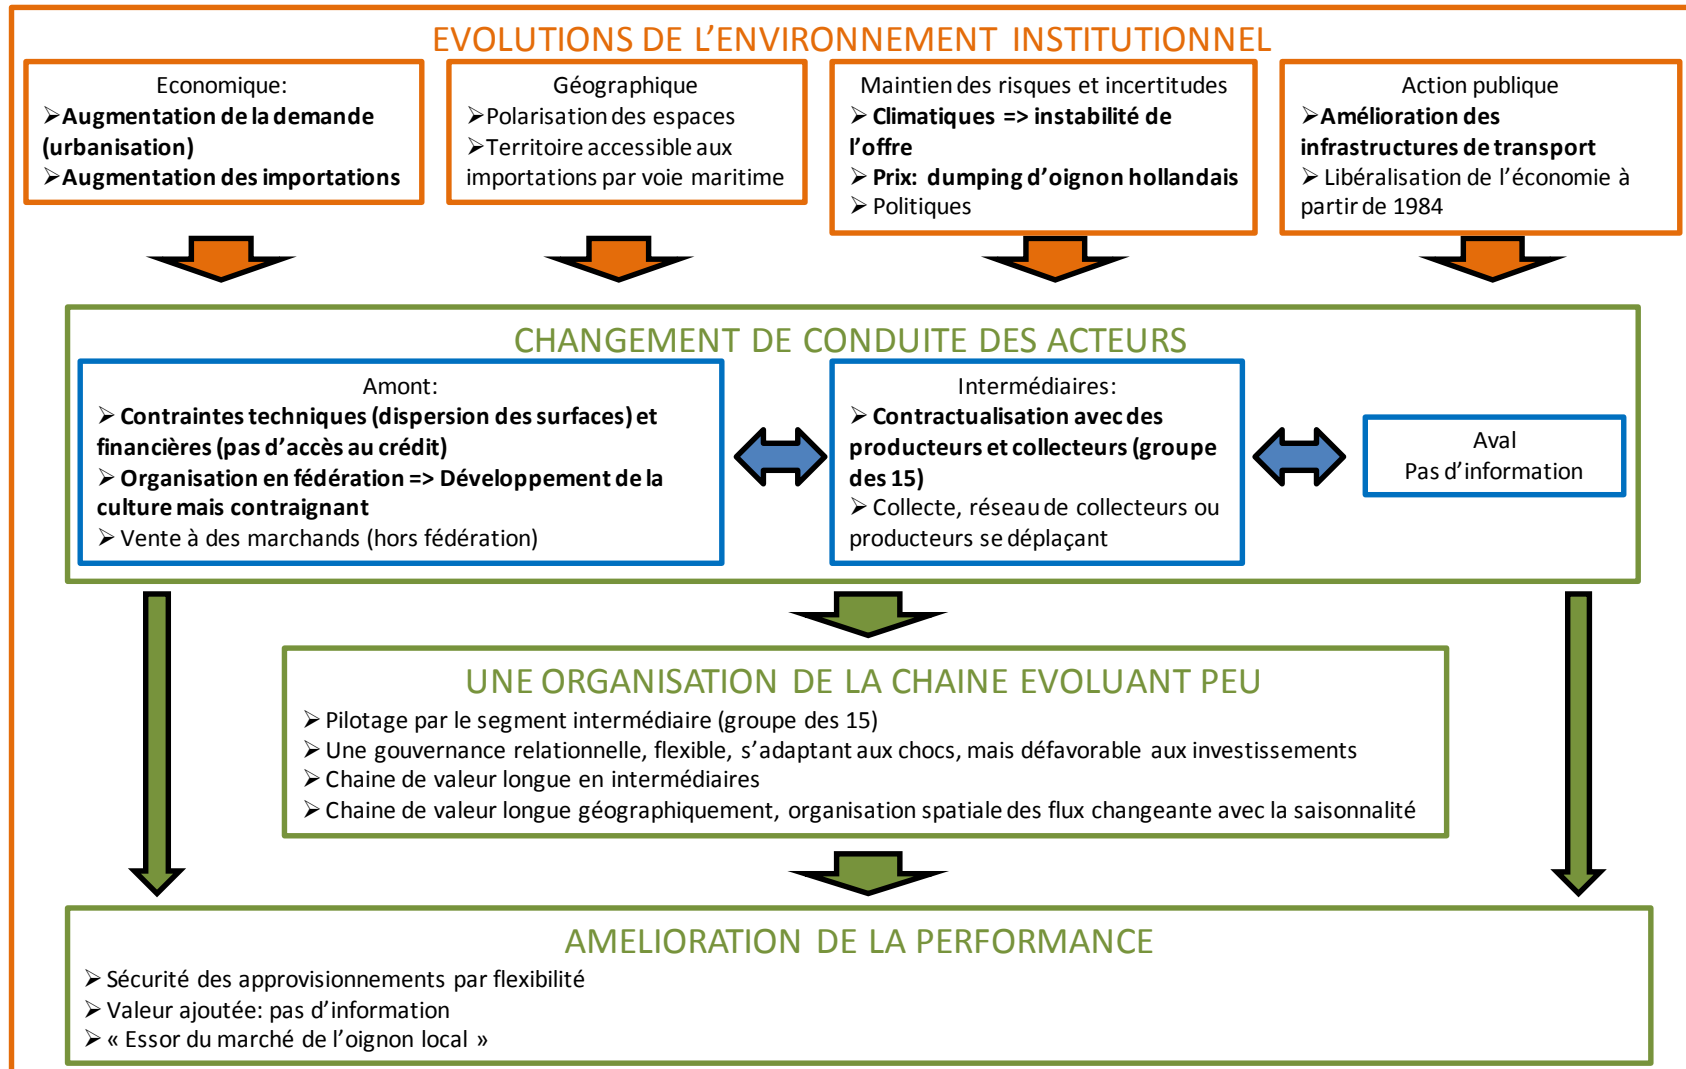 EVOLUTIONS DE L'ENVIRONNEMENT INSTITUTIONNEL
Economique:
➢Augmentation de la demande
(urbanisation)
➢Augmentation des importations
Géographique
➢Polarisation des espaces
➢Territoire accessible aux
importations par voie maritime
Maintien des risques et incertitudes
➢ Climatiques => instabilité de
l'offre
➢ Prix: dumping d'oignon hollandais
➢ Politiques
Action publique
➢Amélioration des
infrastructures de transport
➢ Libéralisation de l'économie à
partir de 1984
CHANGEMENT DE CONDUITE DES ACTEURS
Amont:
➢ Contraintes techniques (dispersion des surfaces) et
financières (pas d'accès au crédit)
➢ Organisation en fédération => Développement de la
culture mais contraignant
➢ Vente à des marchands (hors fédération)
Intermédiaires:
➢ Contractualisation avec des
producteurs et collecteurs (groupe
des 15)
➢ Collecte, réseau de collecteurs ou
producteurs se déplaçant
Aval
Pas d'information
UNE ORGANISATION DE LA CHAINE EVOLUANT PEU
➢ Pilotage par le segment intermédiaire (groupe des 15)
➢ Une gouvernance relationnelle, flexible, s'adaptant aux chocs, mais défavorable aux investissements
➢ Chaine de valeur longue en intermédiaires
➢ Chaine de valeur longue géographiquement, organisation spatiale des flux changeante avec la saisonnalité
AMELIORATION DE LA PERFORMANCE
➢ Sécurité des approvisionnements par flexibilité
➢ Valeur ajoutée: pas d'information
➢ « Essor du marché de l'oignon local »